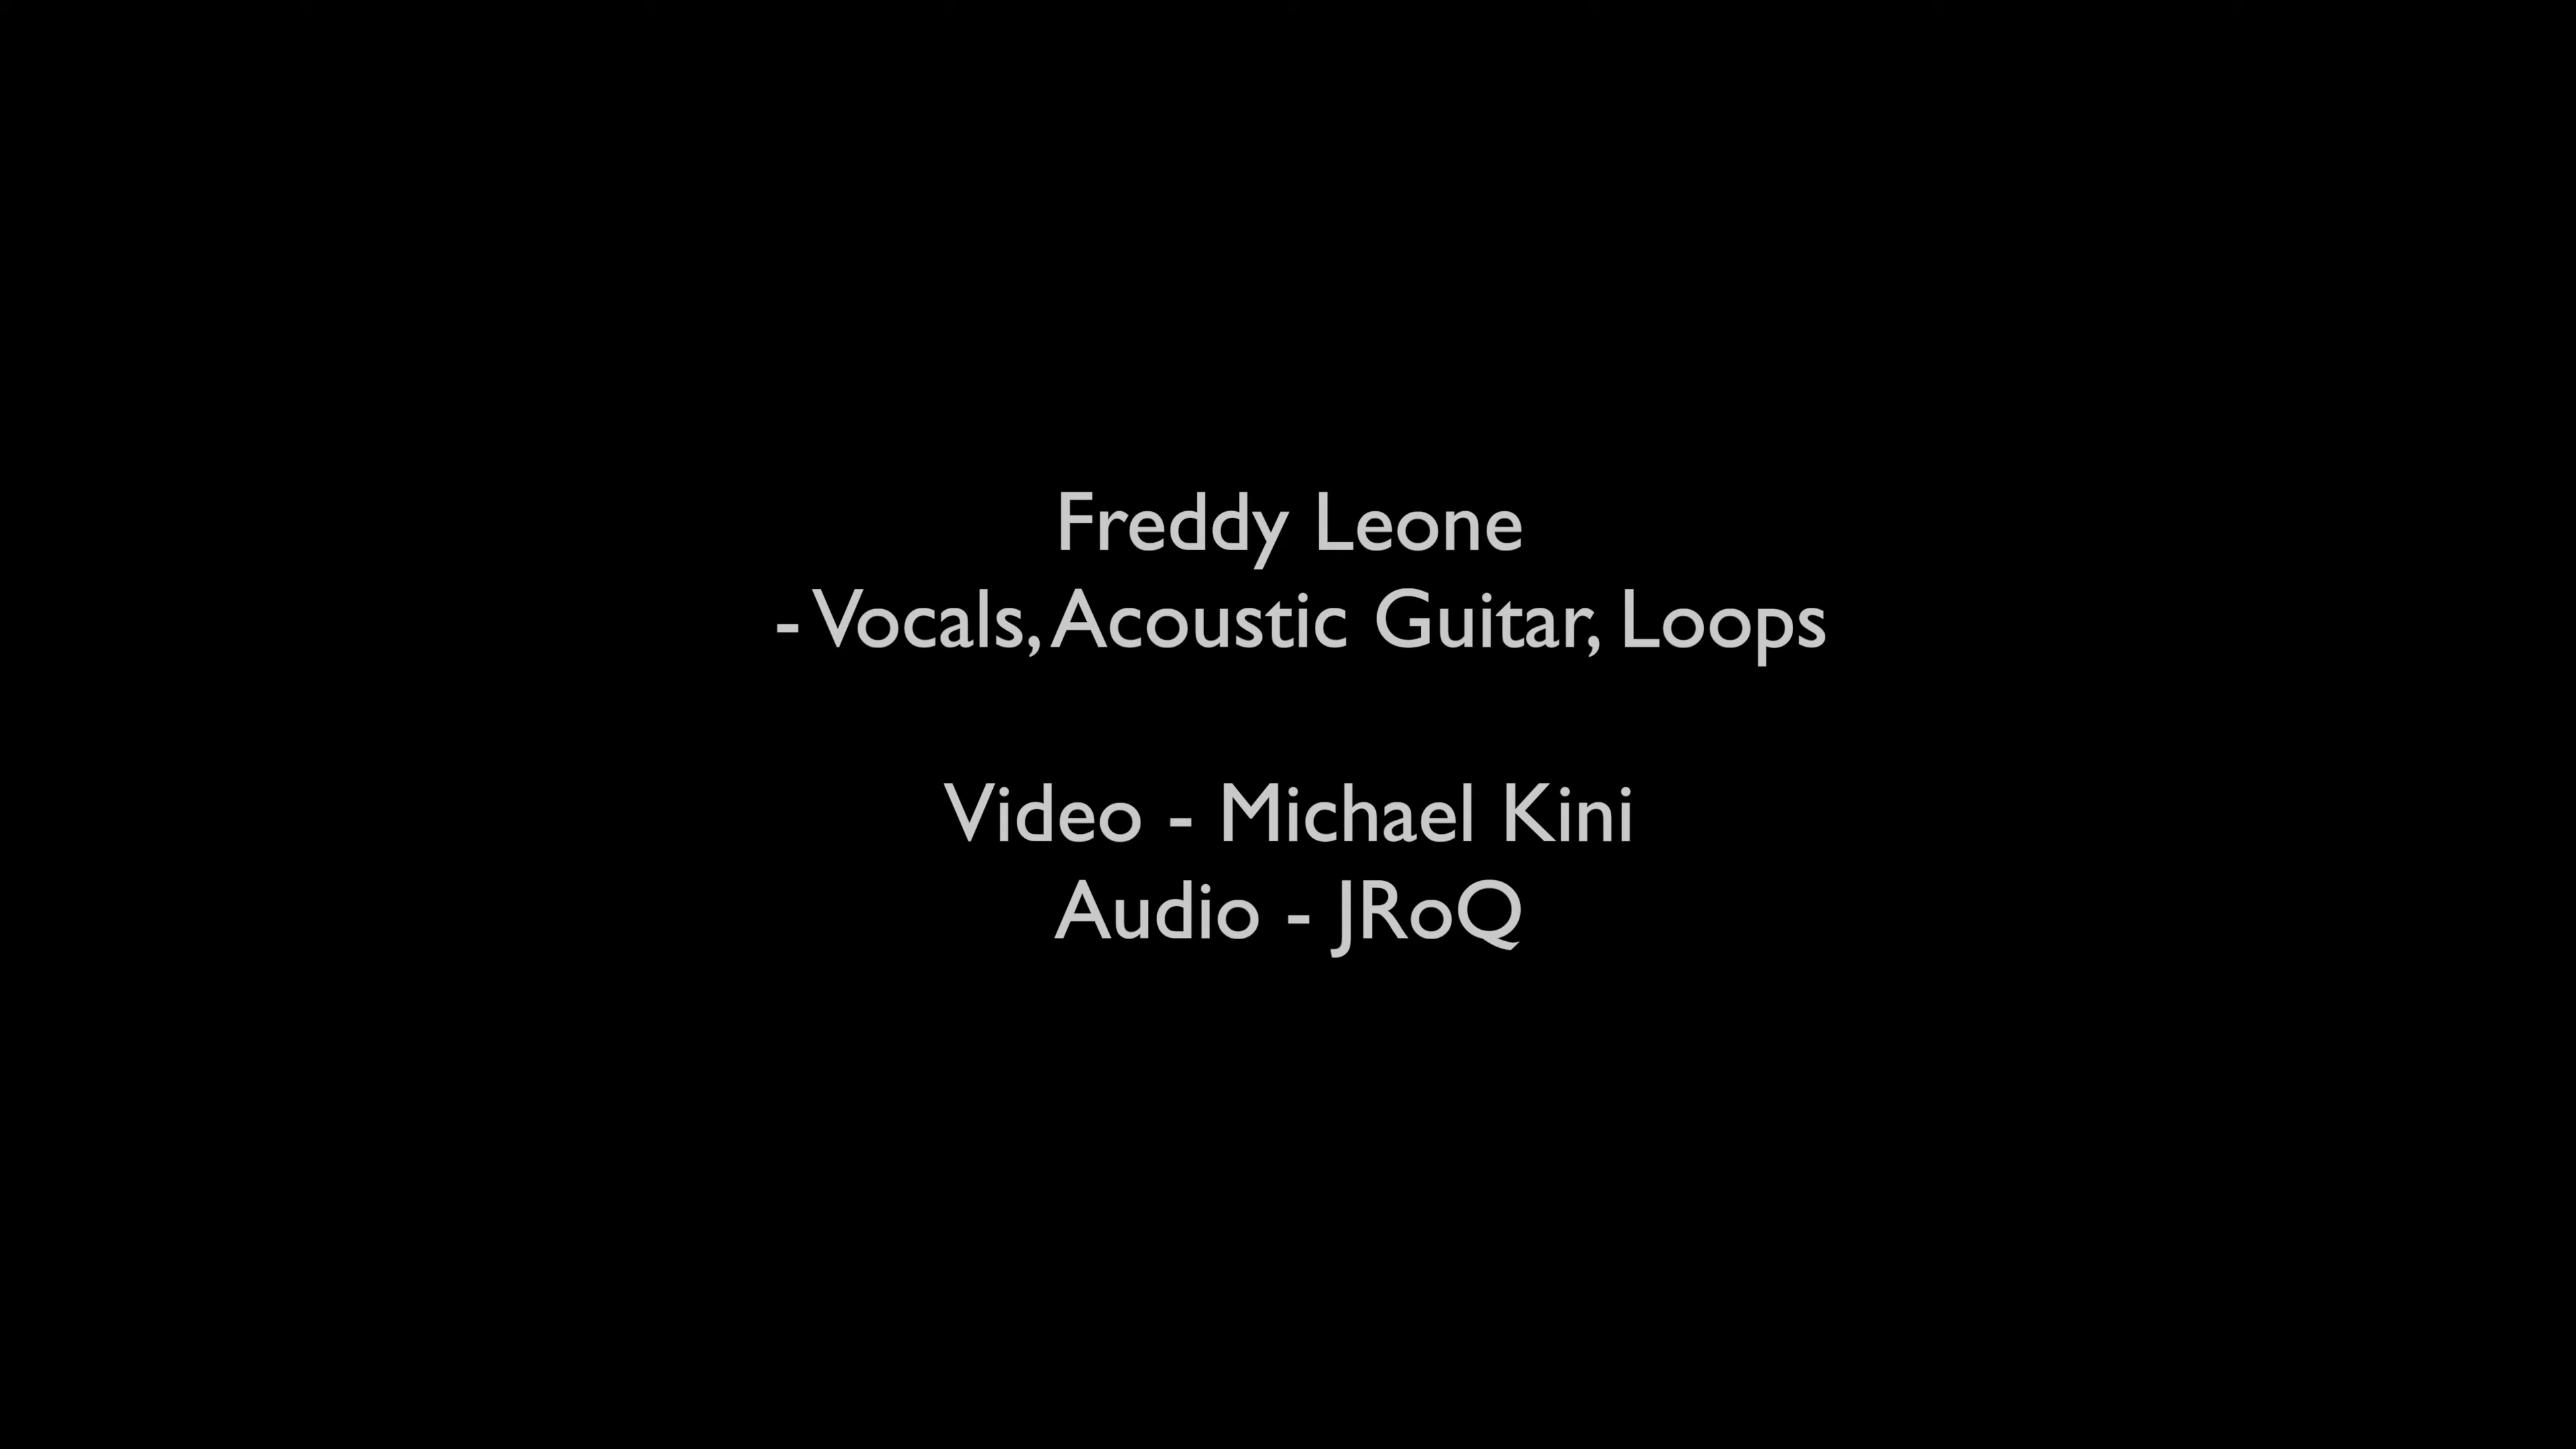 Freddy Leone
- Vocals, Acoustic Guitar, Loops
Video - Michael Kini
Audio - JRoQ